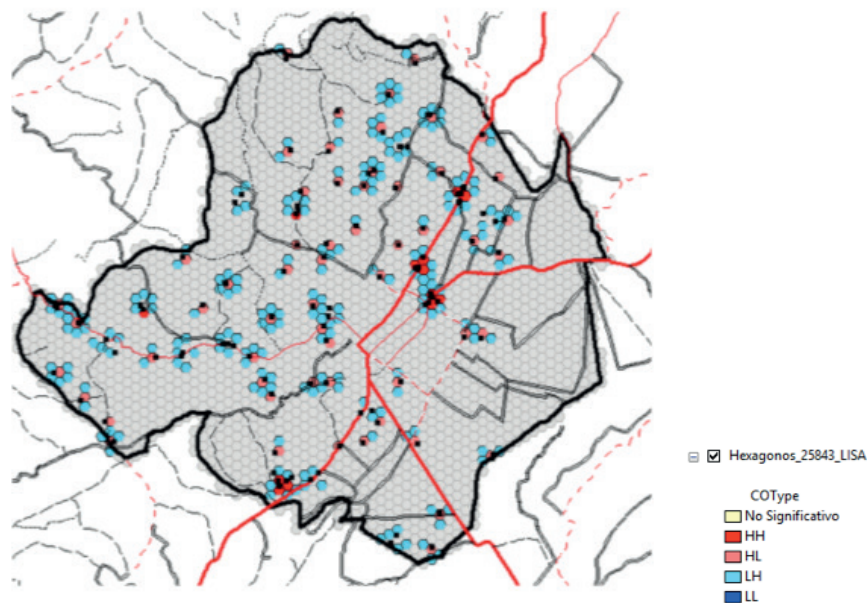 Hexagonos_25843_LISA
COType
No Significativo
HH
HL
LH
LL